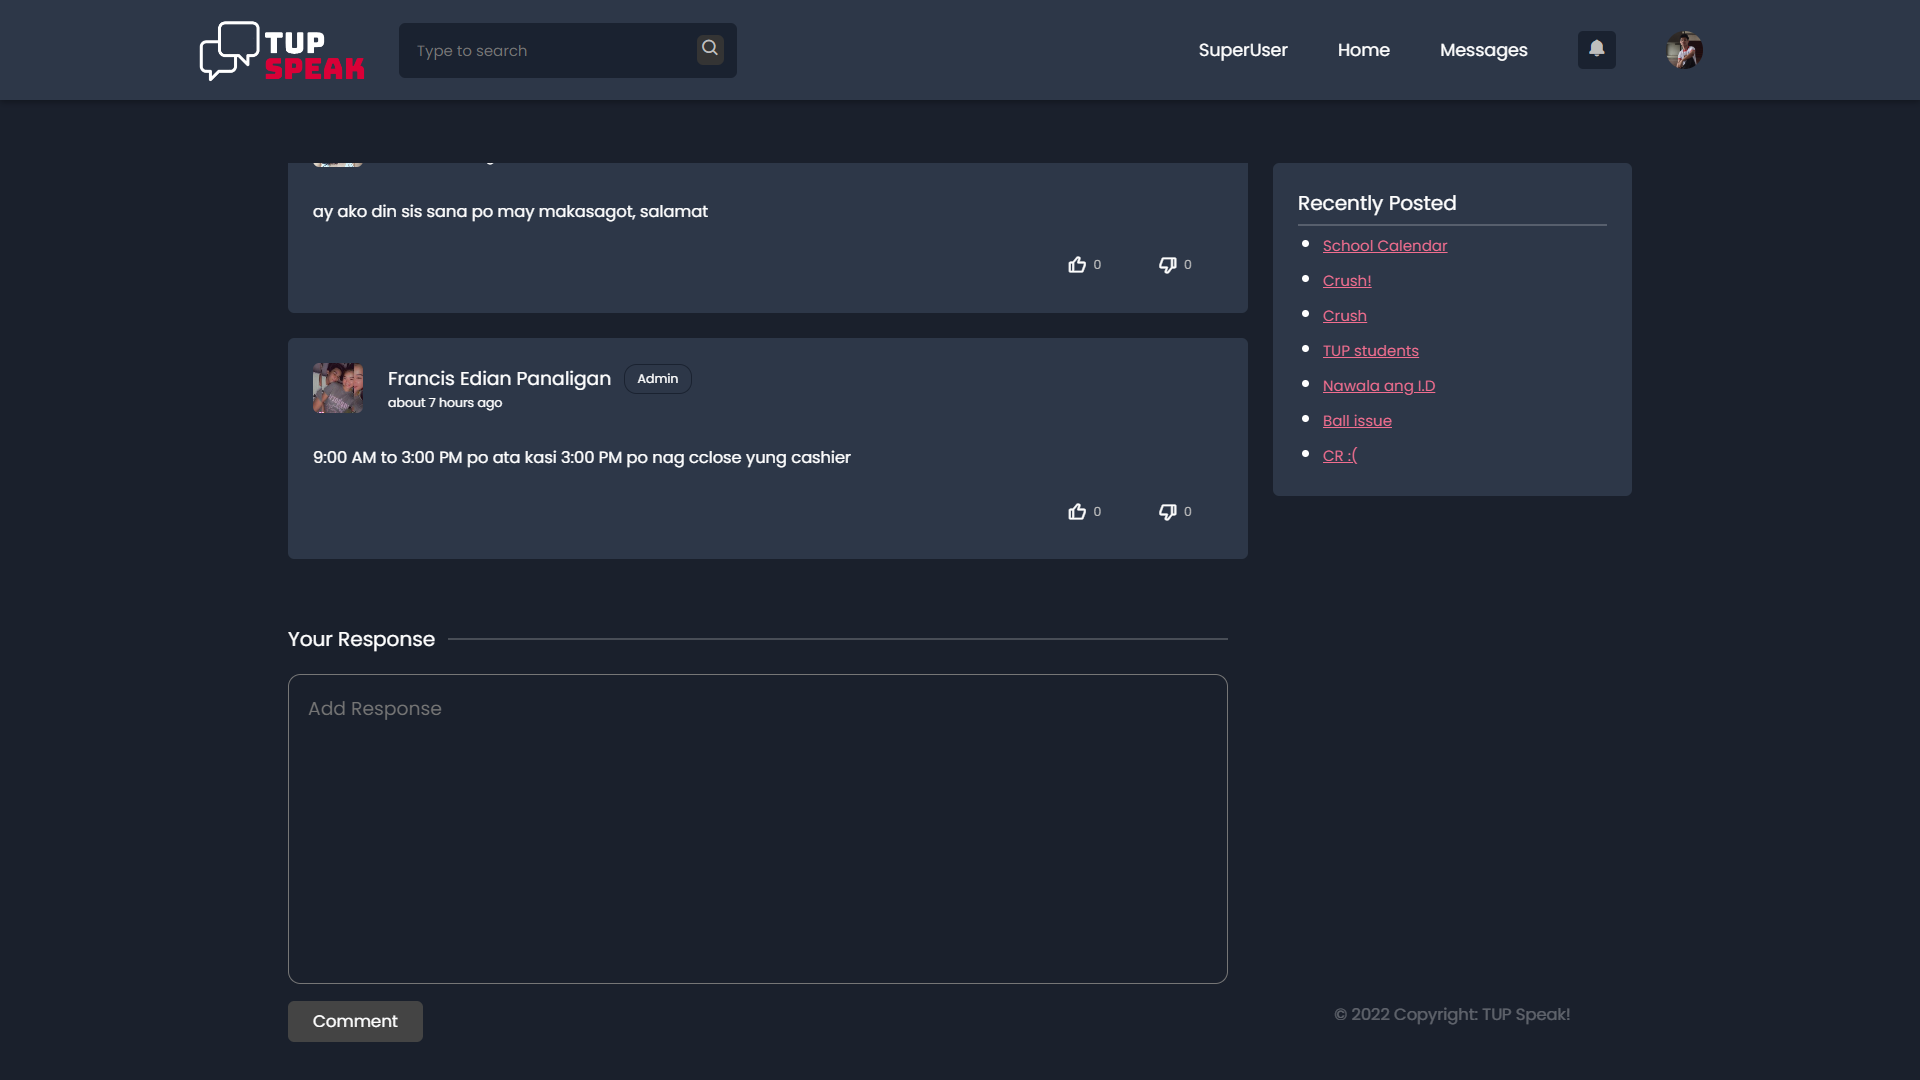 TUP
SPEAK
Type to search
SuperUser
Home
Messages
ay ako din sis sana po may makasagot, salamat
0
0
Francis Edian Panaligan
Admin
about 7 hours ago
9:00 AM to 3:00 PM po ata kasi 3:00 PM po nag cclose yung cashier
0
0
Your Response
Add Response
Comment
Recently Posted
School Calendar
Crush!
Crush
TUP students
Nawala ang I.D
Ball issue
CR :(
© 2022 Copyright: TUP Speak!